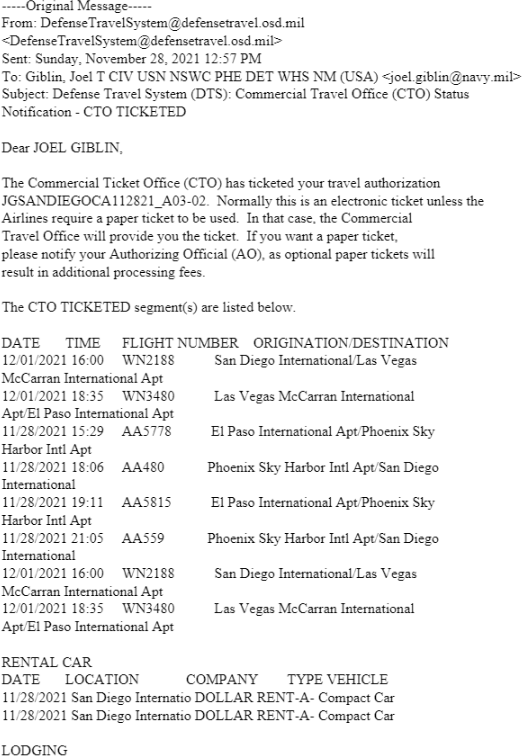 -----Original Message-----
From: DefenseTravelSystem@defensetravel.osd.mil
<DefenseTravelSystem@defensetravel.osd.mil>
Sent: Sunday, November 28, 2021 12:57 PM
To: Giblin, Joel T CIV USN NSWC PHE DET WHS NM (USA) <joel.giblin@navy.mil>
Subject: Defense Travel System (DTS): Commercial Travel Office (CTO) Status
Notification - CTO TICKETED

Dear JOEL GIBLIN,

The Commercial Ticket Office (CTO) has ticketed your travel authorization
JGSANDIEGOCA112821_A03-02.  Normally this is an electronic ticket unless the
Airlines require a paper ticket to be used.  In that case, the Commercial
Travel Office will provide you the ticket.  If you want a paper ticket,
please notify your Authorizing Official (AO), as optional paper tickets will
result in additional processing fees.

The CTO TICKETED segment(s) are listed below.

DATE      TIME      FLIGHT NUMBER   ORIGINATION/DESTINATION
12/01/2021 16:00    WN2188          San Diego International/Las Vegas
McCarran International Apt
12/01/2021 18:35    WN3480          Las Vegas McCarran International
Apt/El Paso International Apt
11/28/2021 15:29    AA5778          El Paso International Apt/Phoenix Sky
Harbor Intl Apt
11/28/2021 18:06    AA480          Phoenix Sky Harbor Intl Apt/San Diego
International
11/28/2021 19:11    AA5815          El Paso International Apt/Phoenix Sky
Harbor Intl Apt
11/28/2021 21:05    AA559          Phoenix Sky Harbor Intl Apt/San Diego
International
12/01/2021 16:00    WN2188          San Diego International/Las Vegas
McCarran International Apt
12/01/2021 18:35    WN3480          Las Vegas McCarran International
Apt/El Paso International Apt

RENTAL CAR
DATE      LOCATION            COMPANY        TYPE VEHICLE
11/28/2021 San Diego Internatio DOLLAR RENT-A- Compact Car
11/28/2021 San Diego Internatio DOLLAR RENT-A- Compact Car

LODGING